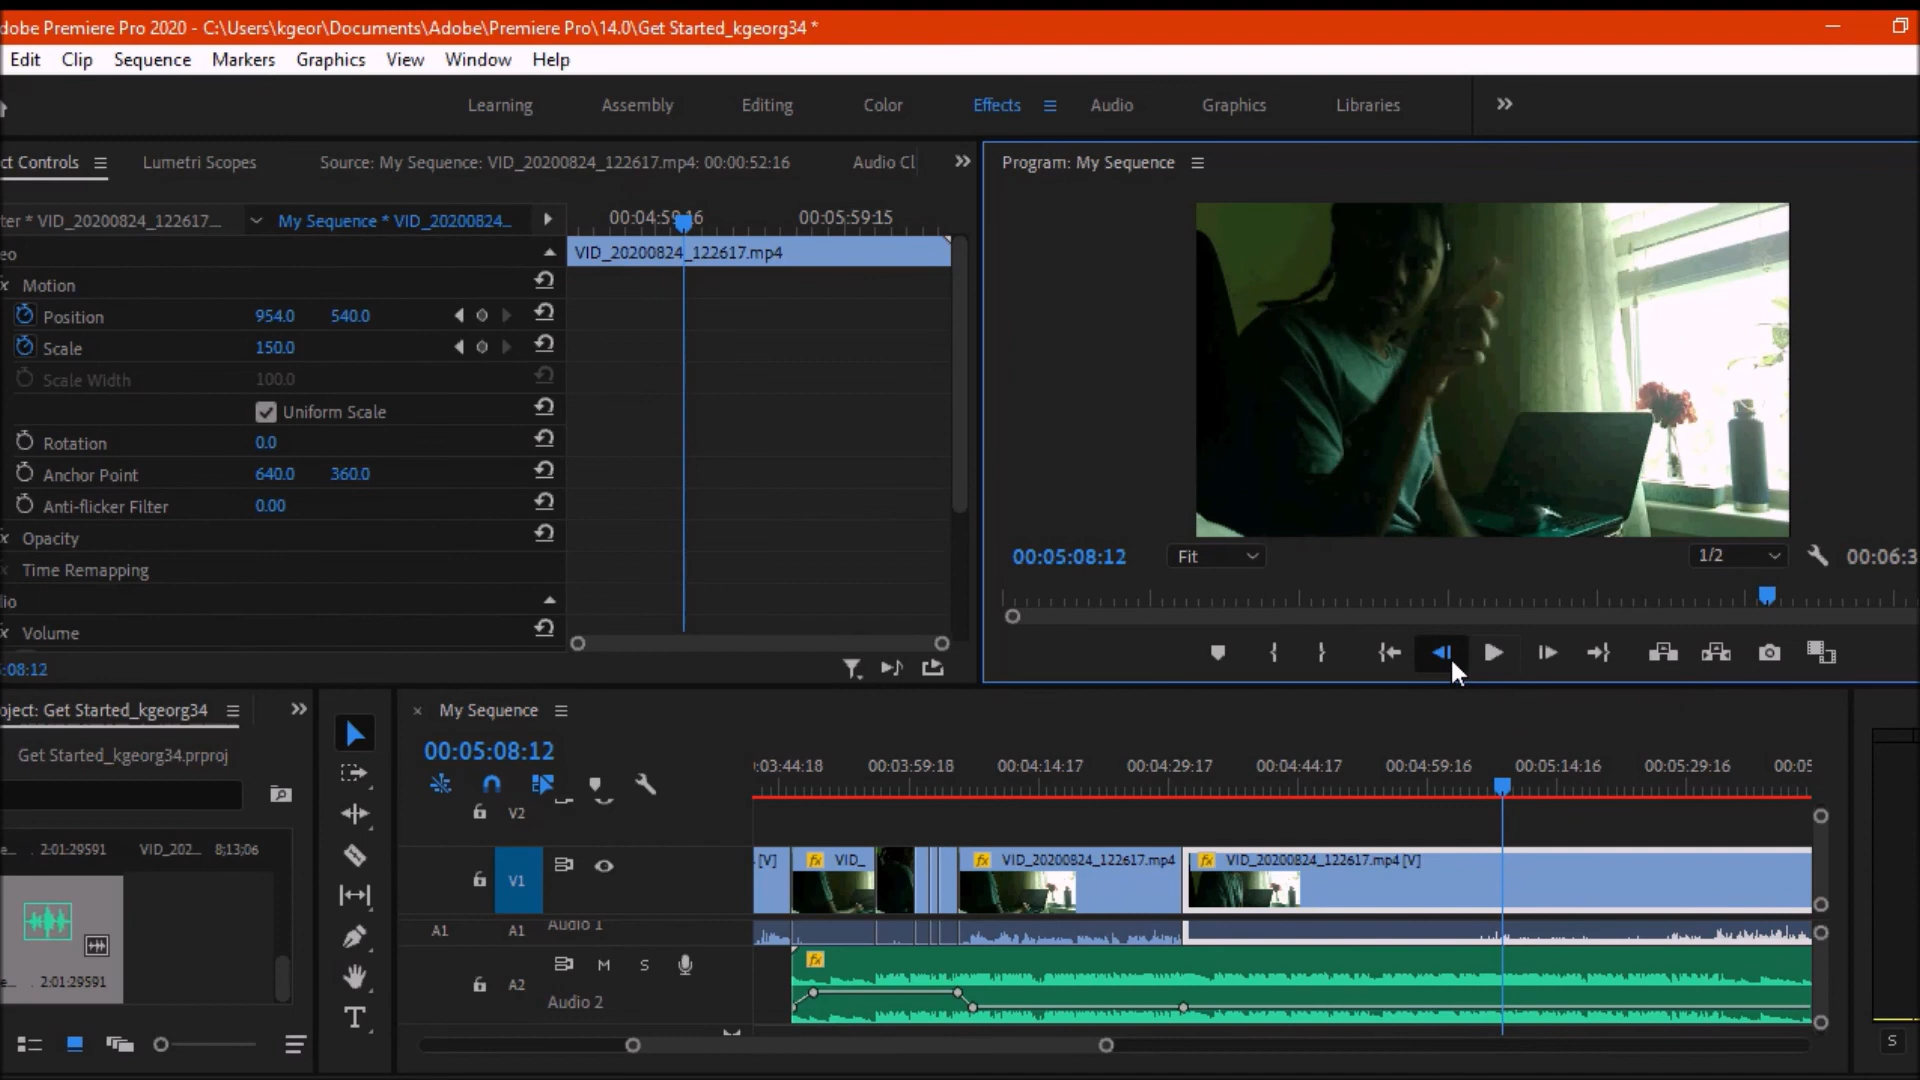 dobe Premiere Pro 2020 - C:\Users\kgeor\Documents\Adobe\Premiere Pro\14.0\Get Started_kgeorg34 *
Edit Clip Sequence Markers Graphics View Window Help
Learning Assembly Editing Color Effects Audio Graphics Libraries
ct Controls Lumetri Scopes Source: My Sequence: VID_20200824_122617.mp4: 00:00:52:16 Audio Cl
Program: My Sequence
ter * VID_20200824_122617... My Sequence * VID_20200824...
00:04:59:16 00:05:59:15
VID_20200824_122617.mp4
eo
Motion
Position 954.0 540.0
Scale 150.0
Scale Width 100.0
Uniform Scale
Rotation 0.0
Anchor Point 640.0 360.0
Anti-flicker Filter 0.00
Opacity
Time Remapping
lio
Volume
:08:12
00:05:08:12 Fit 1/2 00:06:3
oject: Get Started_kgeorg34
Get Started_kgeorg34.prproj
e... 2:01:29591 VID_202... 8;13;06
e... 2:01:29591
My Sequence
00:05:08:12
:03:44:18 00:03:59:18 00:04:14:17 00:04:29:17 00:04:44:17 00:04:59:16 00:05:14:16 00:05:29:16 00:05
V2
V1
[V] fx VID_ fx VID_20200824_122617.mp4 fx VID_20200824_122617.mp4 [V]
A1 A1 Audio 1
fx
M S
A2
Audio 2
T
S